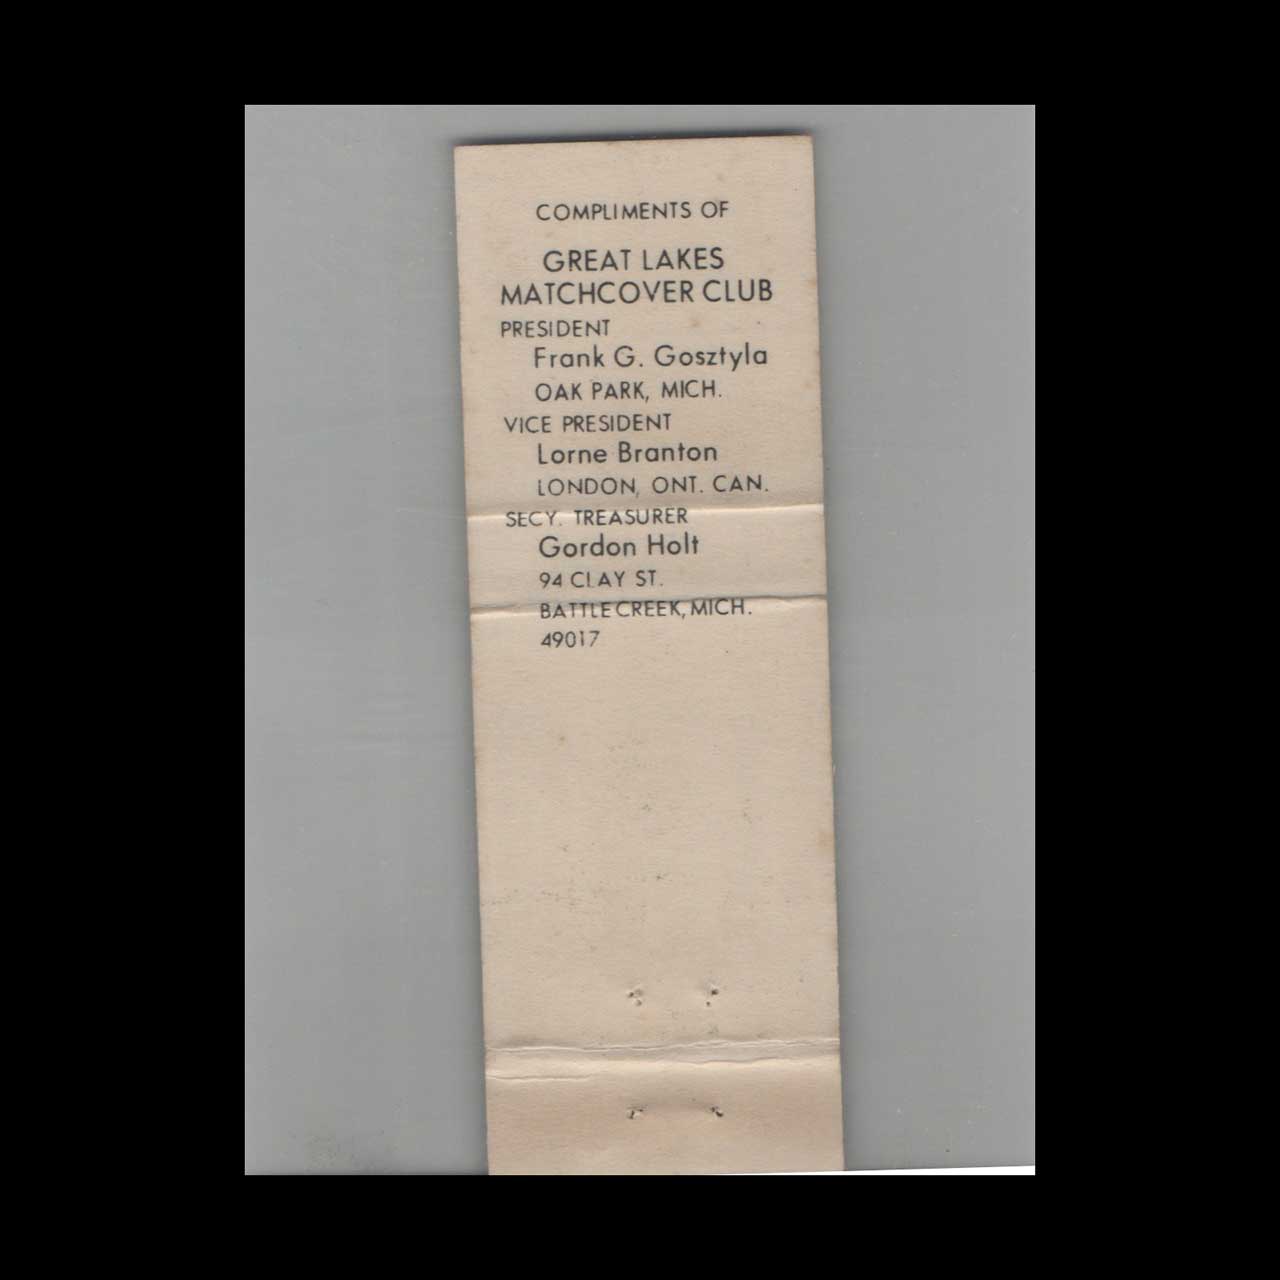 COMPLIMENTS OF
GREAT LAKES
MATCHCOVER CLUB
PRESIDENT
Frank G. Gosztyla
OAK PARK, MICH.
VICE PRESIDENT
Lorne Branton
LONDON, ONT. CAN.
SECY. TREASURER
Gordon Holt
94 CLAY ST.
BATTLE CREEK, MICH.
49017